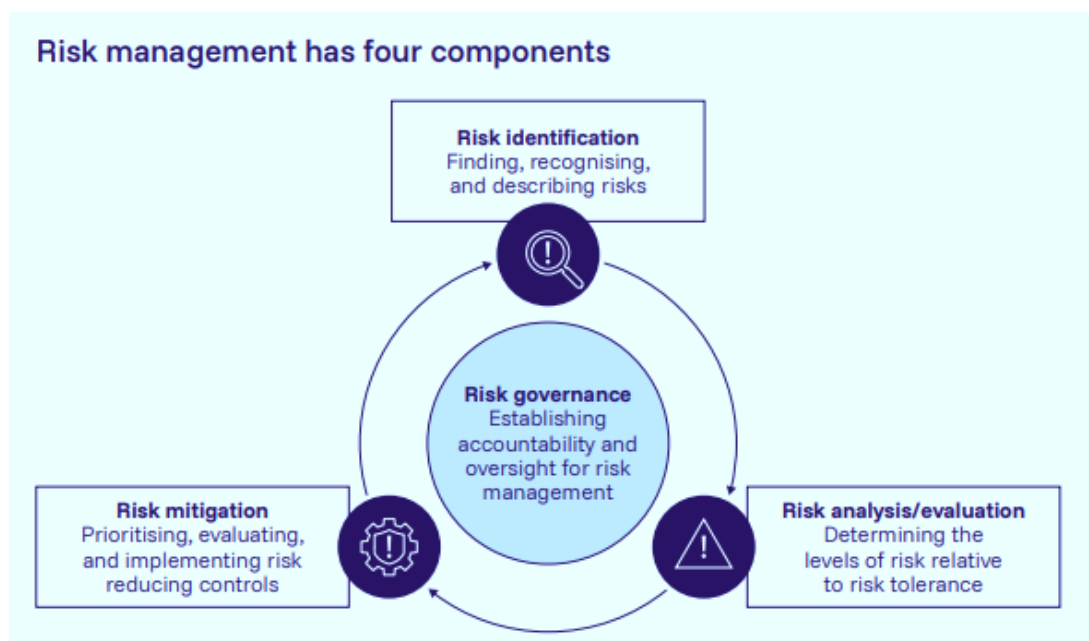 Risk management has four components
Risk identification
Finding, recognising,
and describing risks
Risk governance
Establishing
accountability and
oversight for risk
management
Risk mitigation
Prioritising, evaluating,
and implementing risk
reducing controls
Risk analysis/evaluation
Determining the
levels of risk relative
to risk tolerance